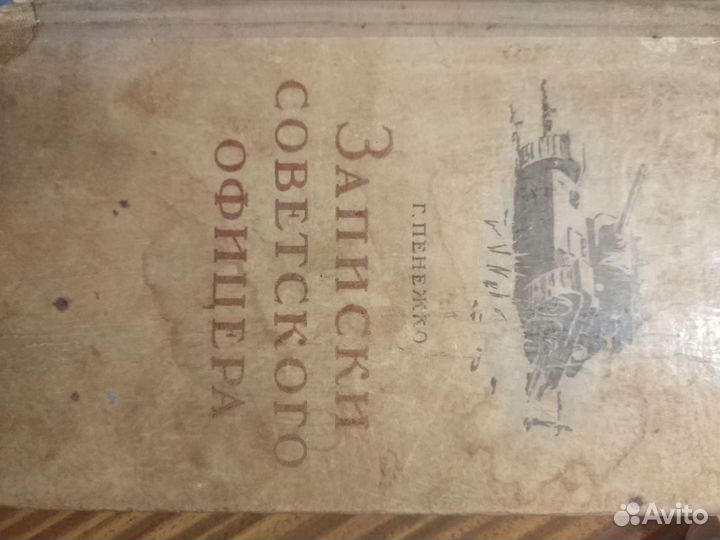 Г. ПЕНЕЖКО
ЗАПИСКИ
СОВЕТСКОГО
ОФИЦЕРА
Avito